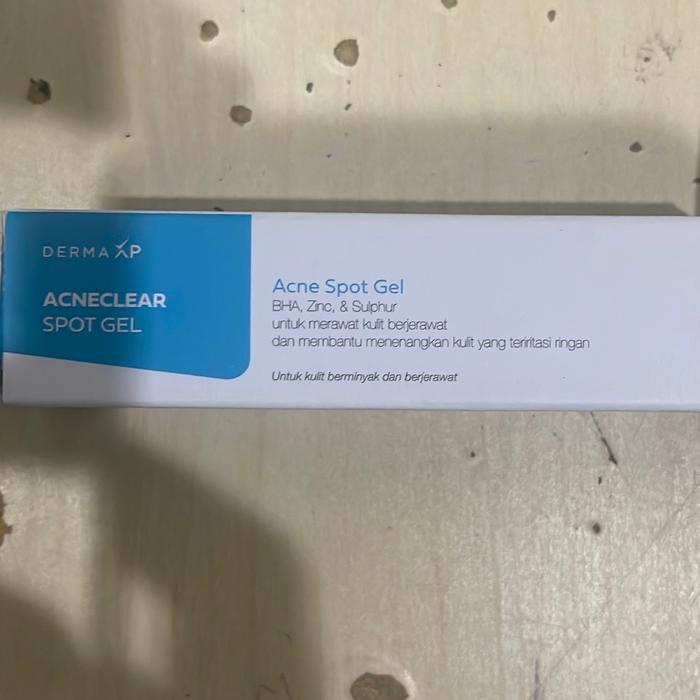 DERMA XP
ACNECLEAR
SPOT GEL
Acne Spot Gel
BHA, Zinc, & Sulphur
untuk merawat kulit berjerawat
dan membantu menenangkan kulit yang teriritasi ringan
Untuk kulit berminyak dan berjerawat